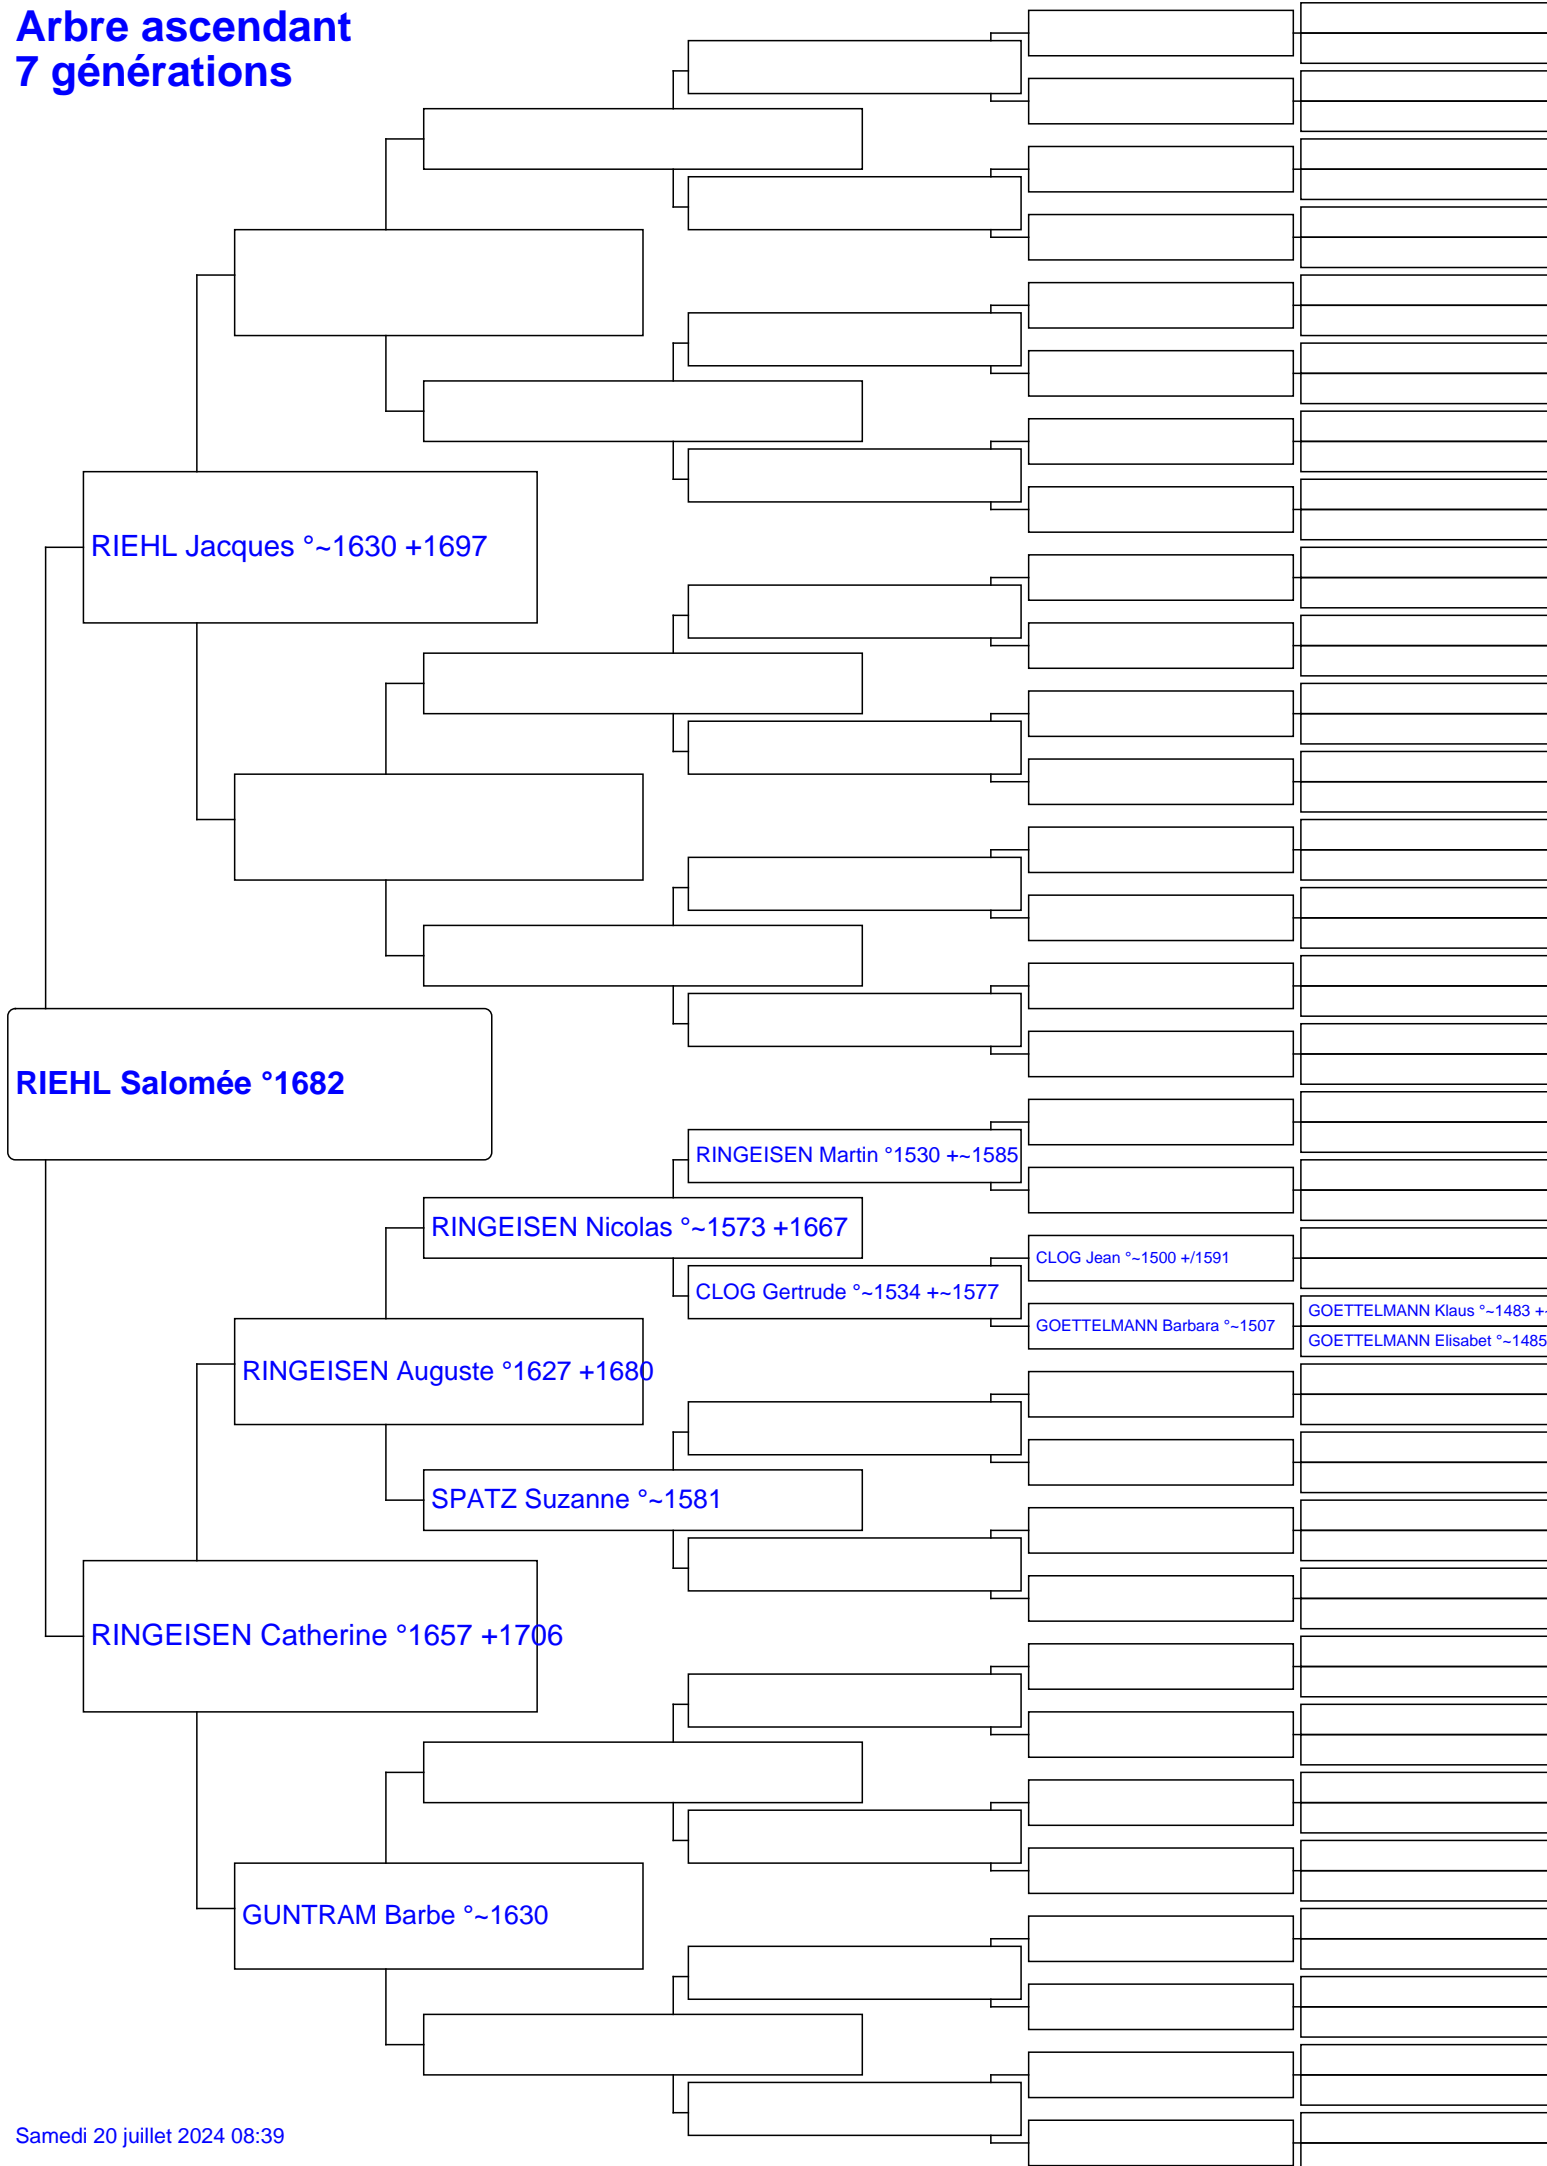 Arbre ascendant
7 générations
RIEHL Jacques °~1630 +1697
RIEHL Salomée °1682
RINGEISEN Martin °1530 +~1585
RINGEISEN Nicolas °~1573 +1667
CLOG Jean °~1500 +/1591
CLOG Gertrude °~1534 +~1577
GOETTELMANN Klaus °~1483 +~
GOETTELMANN Barbara °~1507
GOETTELMANN Elisabet °~1485
RINGEISEN Auguste °1627 +1680
SPATZ Suzanne °~1581
RINGEISEN Catherine °1657 +1706
GUNTRAM Barbe °~1630
Samedi 20 juillet 2024 08:39